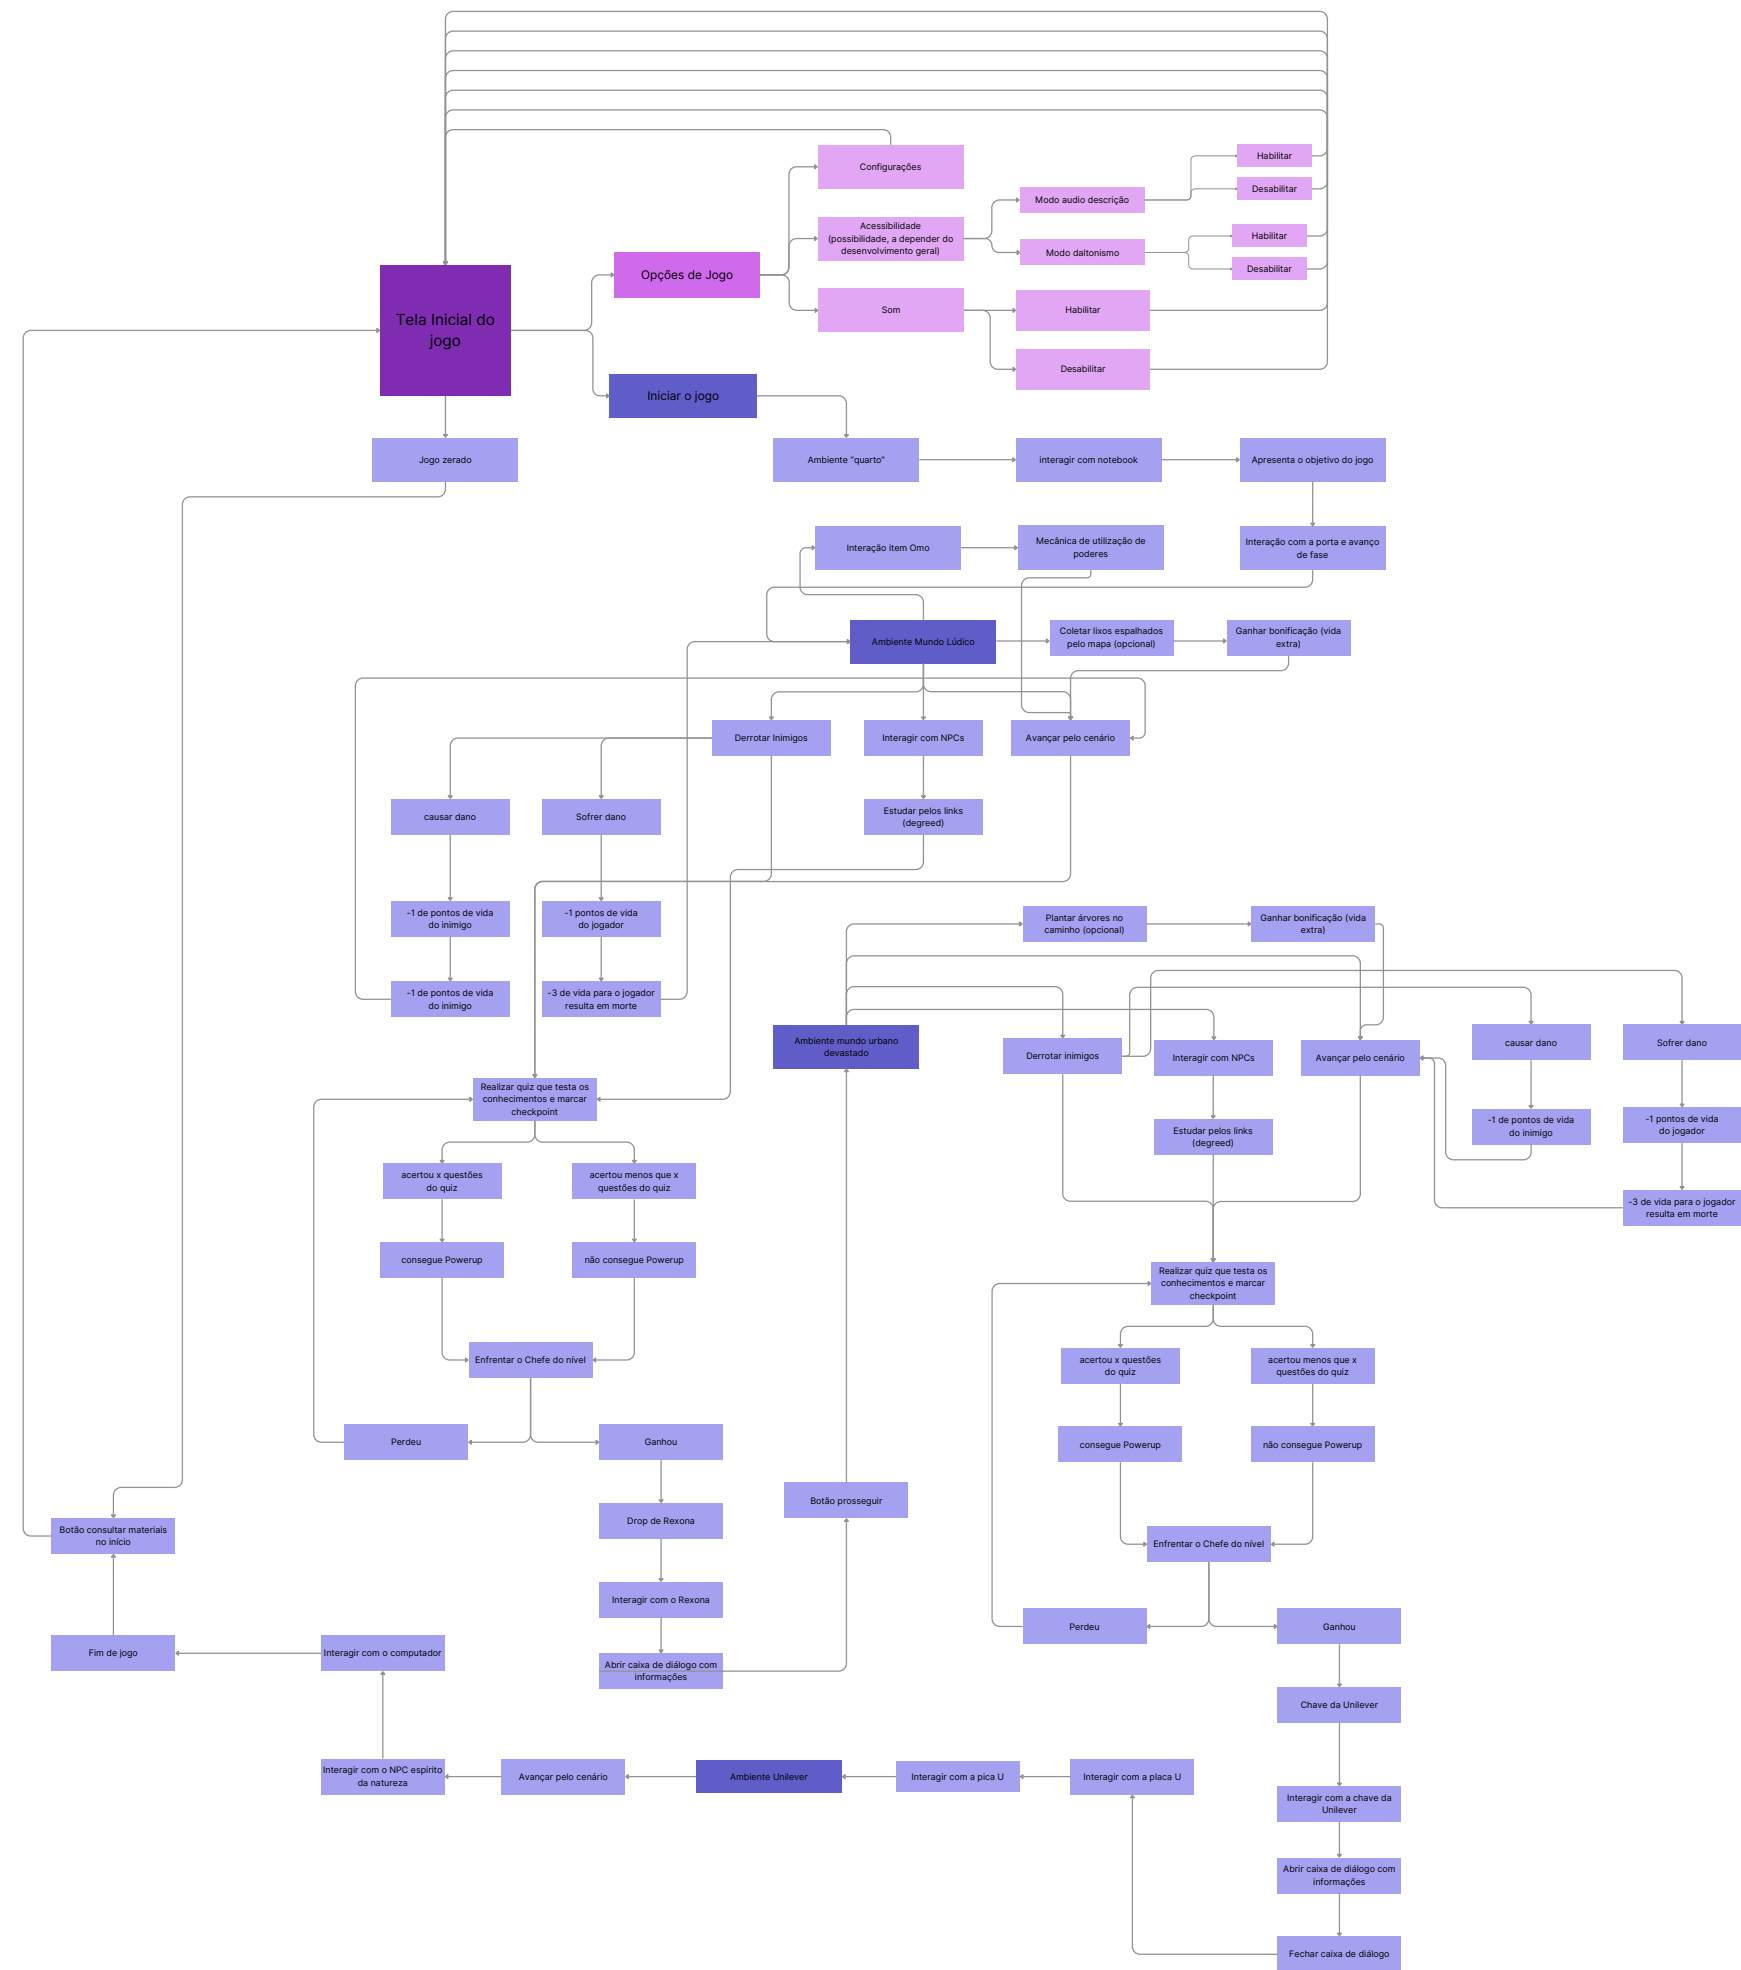 Configurações
Habilitar
Desabilitar
Modo audio descrição
Acessibilidade
(possibilidade, a depender do
desenvolvimento geral)
Habilitar
Modo daltonismo
Desabilitar
Opções de Jogo
Som
Habilitar
Tela Inicial do
jogo
Desabilitar
Iniciar o jogo
Jogo zerado
Ambiente “quarto”
interagir com notebook
Apresenta o objetivo do jogo
Interação item Omo
Mecânica de utilização de
poderes
Interação com a porta e avanço
de fase
Ambiente Mundo Lúdico
Coletar lixos espalhados
pelo mapa (opcional)
Ganhar bonificação (vida
extra)
Derrotar Inimigos
Interagir com NPCs
Avançar pelo cenário
causar dano
Sofrer dano
Estudar pelos links
(degreed)
-1 de pontos de vida
do inimigo
-1 pontos de vida
do jogador
Plantar árvores no
caminho (opcional)
Ganhar bonificação (vida
extra)
-1 de pontos de vida
do inimigo
-3 de vida para o jogador
resulta em morte
Ambiente mundo urbano
devastado
Derrotar inimigos
Interagir com NPCs
Avançar pelo cenário
causar dano
Sofrer dano
Realizar quiz que testa os
conhecimentos e marcar
checkpoint
Estudar pelos links
(degreed)
-1 de pontos de vida
do inimigo
-1 pontos de vida
do jogador
acertou x questões
do quiz
acertou menos que x
questões do quiz
-3 de vida para o jogador
resulta em morte
consegue Powerup
não consegue Powerup
Realizar quiz que testa os
conhecimentos e marcar
checkpoint
Enfrentar o Chefe do nível
acertou x questões
do quiz
acertou menos que x
questões do quiz
Perdeu
Ganhou
consegue Powerup
não consegue Powerup
Botão prosseguir
Drop de Rexona
Botão consultar materiais
no início
Enfrentar o Chefe do nível
Interagir com o Rexona
Perdeu
Ganhou
Fim de jogo
Interagir com o computador
Abrir caixa de diálogo com
informações
Chave da Unilever
Interagir com o NPC espírito
da natureza
Avançar pelo cenário
Ambiente Unilever
Interagir com a pica U
Interagir com a placa U
Interagir com a chave da
Unilever
Abrir caixa de diálogo com
informações
Fechar caixa de diálogo